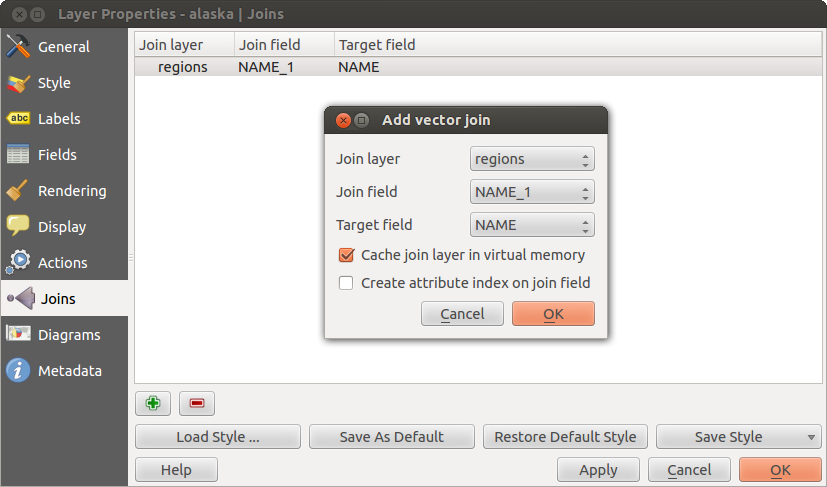 Layer Properties - alaska | Joins
General
Style
abc Labels
Fields
Rendering
Display
Actions
Joins
Diagrams
Metadata
Join layer Join field Target field
regions NAME_1 NAME
Add vector join
Join layer regions
Join field NAME_1
Target field NAME
Cache join layer in virtual memory
Create attribute index on join field
Cancel OK
Load Style ... Save As Default Restore Default Style Save Style
Help Apply Cancel OK